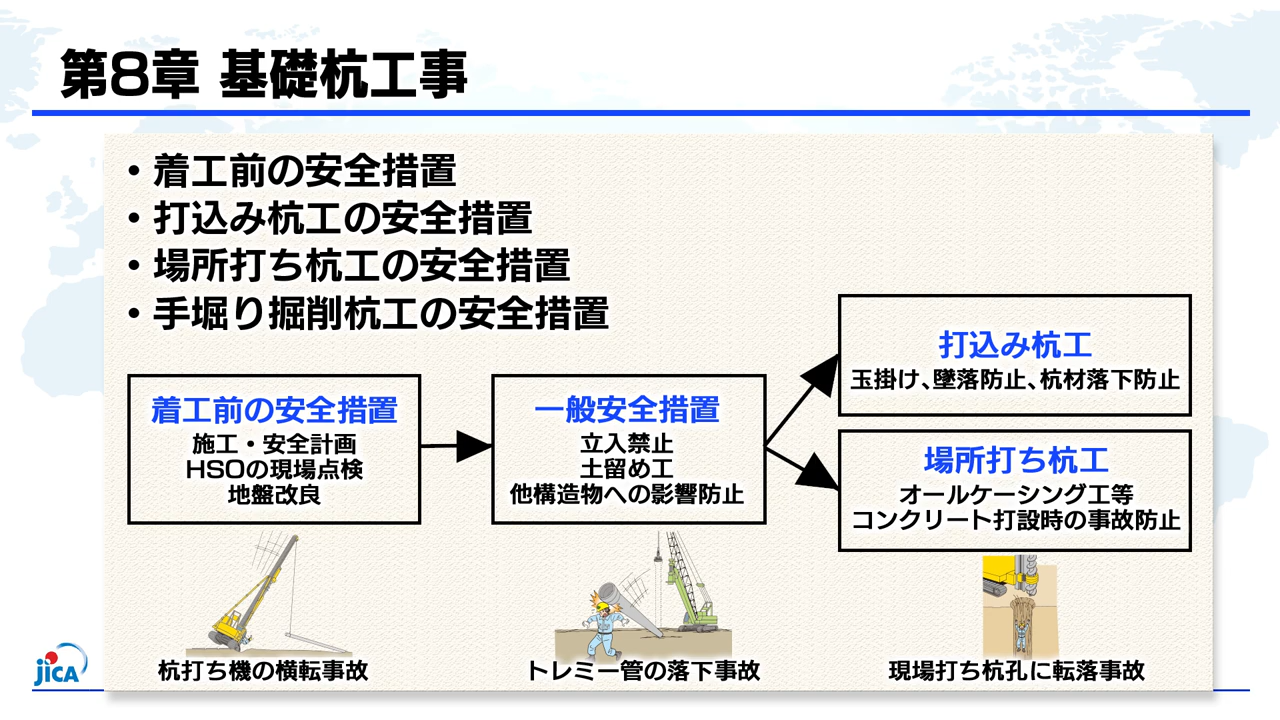 第8章 基礎杭工事
・着工前の安全措置
・打込み杭工の安全措置
・場所打ち杭工の安全措置
・手堀り掘削杭工の安全措置
着工前の安全措置
施工・安全計画
HSOの現場点検
地盤改良
一般安全措置
立入禁止
土留め工
他構造物への影響防止
打込み杭工
玉掛け、墜落防止、杭材落下防止
場所打ち杭工
オールケーシング工等
コンクリート打設時の事故防止
杭打ち機の横転事故
トレミー管の落下事故
現場打ち杭孔に転落事故
jICA